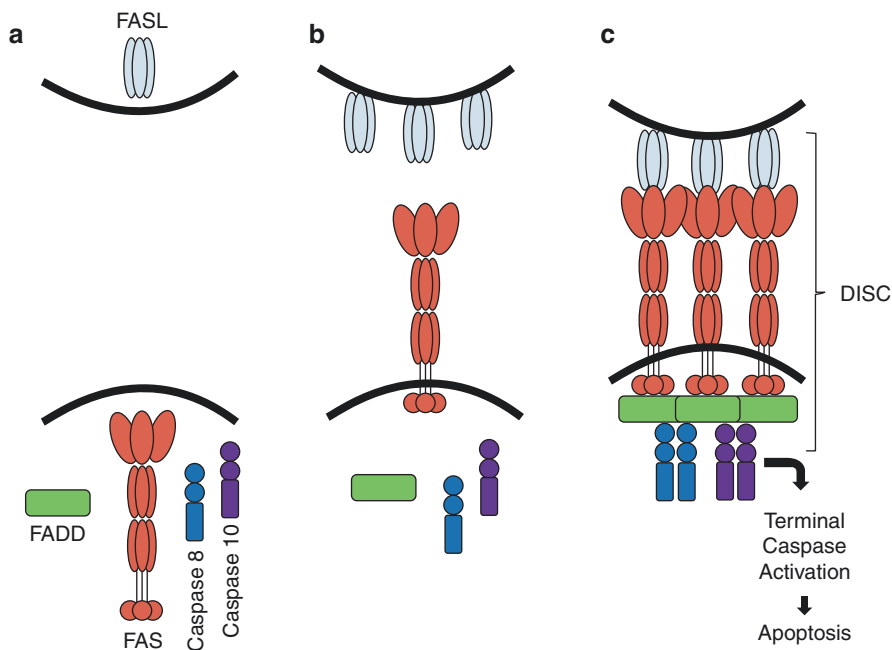 a
FASL
FADD
FAS
Caspase 8
Caspase 10
b
c
DISC
Terminal
Caspase
Activation
Apoptosis